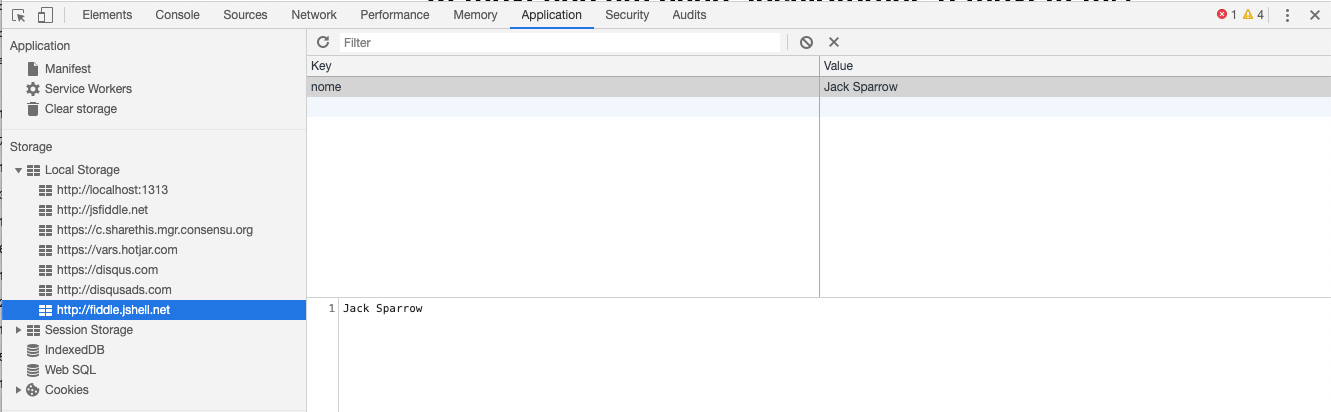 Elements Console Sources Network Performance Memory Application Security Audits 1 4
Application
Manifest
Service Workers
Clear storage
Storage
Local Storage
http://localhost:1313
http://jsfiddle.net
https://c.sharethis.mgr.consensu.org
https://vars.hotjar.com
https://disqus.com
http://disqusads.com
http://fiddle.jshell.net
Session Storage
IndexedDB
Web SQL
Cookies
Filter
Key Value
nome Jack Sparrow
1 Jack Sparrow